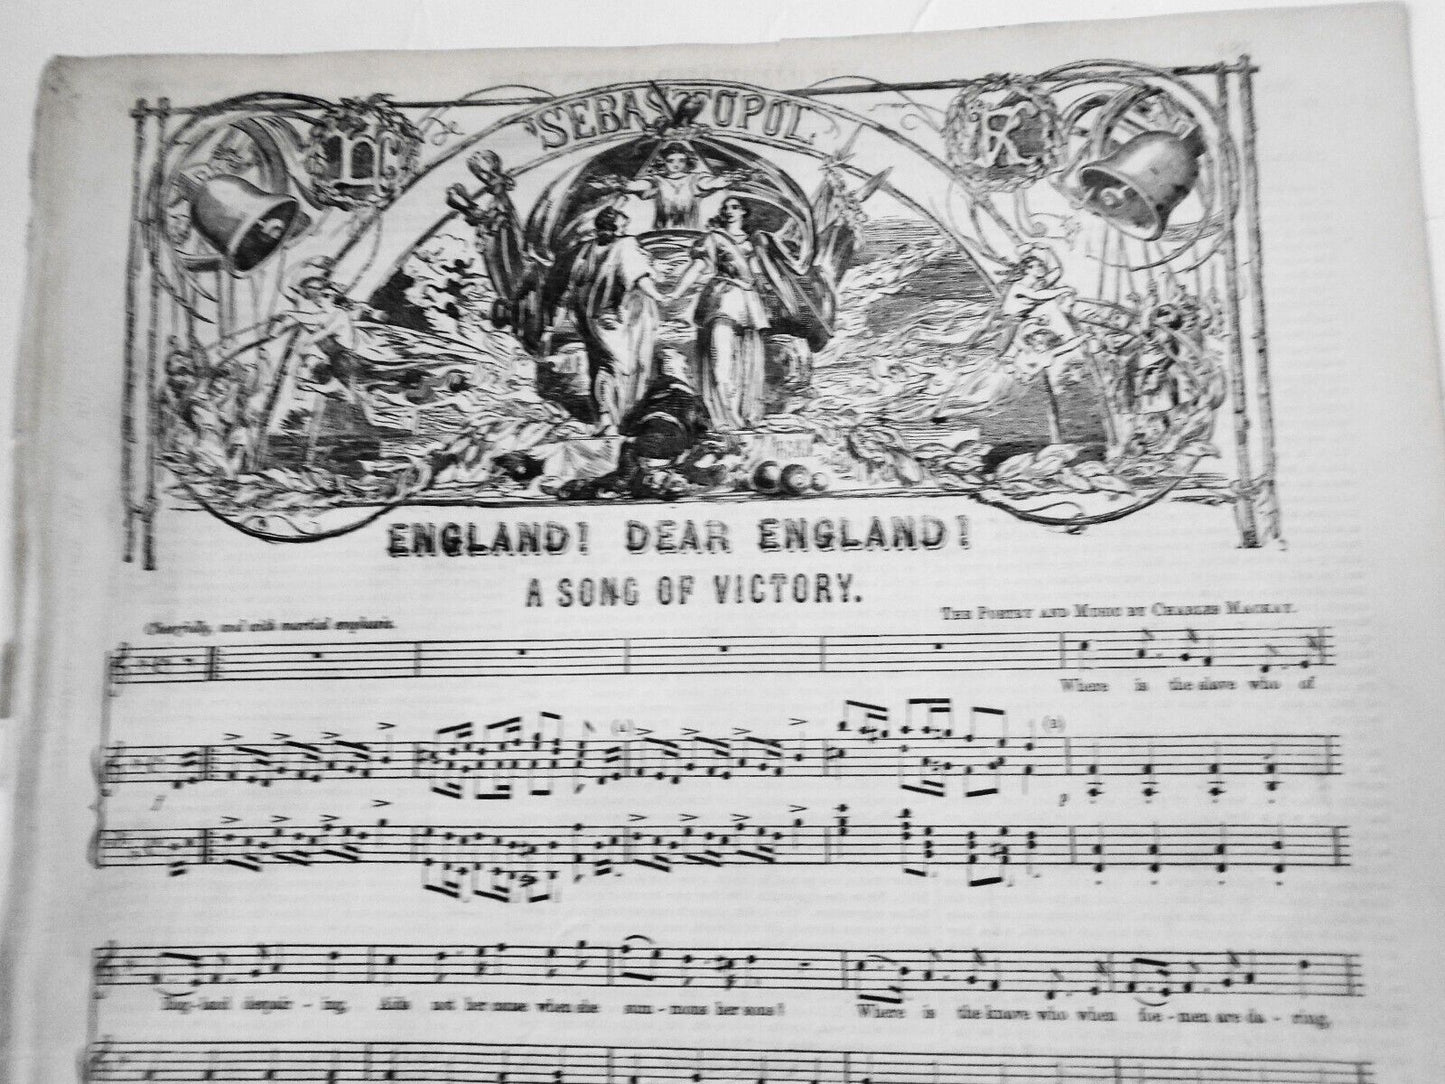 SEBASTOPOL
N
K
ENGLAND! DEAR ENGLAND!
A SONG OF VICTORY.
THE POETRY AND MUSIC BY CHARLES MACKAY.
Cheerfully, and with martial emphasis.
Where is the slave who of
(A)
(B)
f
p
Eng-land despair - ing, Aids not her cause when she sum - mons her sons?
Where is the knave who when foe - men are da - ring,